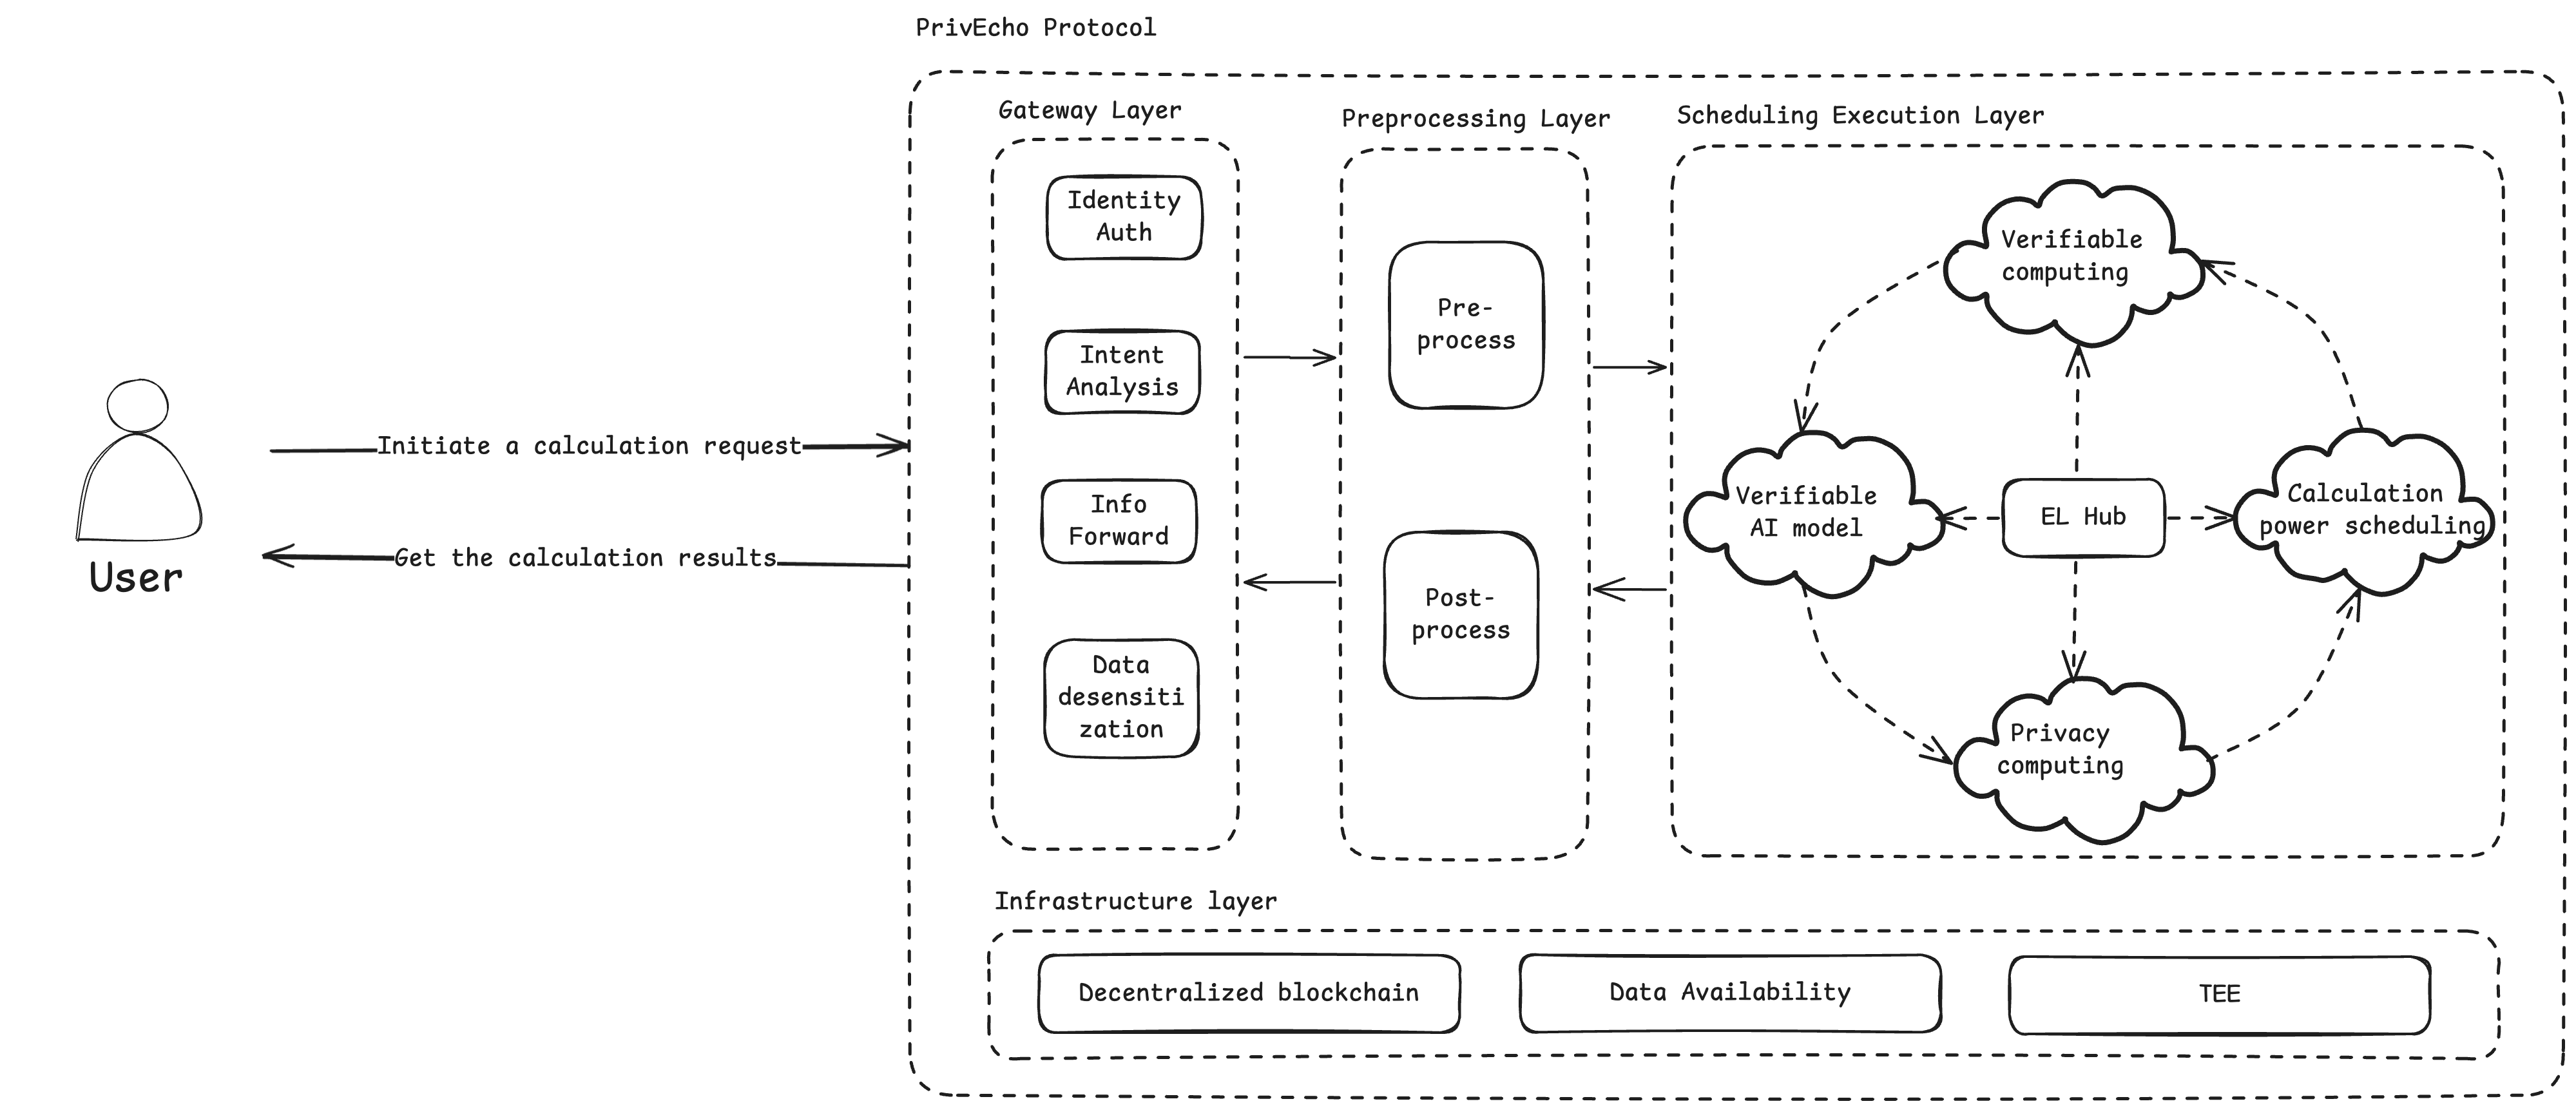 PrivEcho Protocol
Gateway Layer
Identity
Auth
Intent
Analysis
Info
Forward
Data
desensiti
zation
Preprocessing Layer
Pre-
process
Post-
process
Scheduling Execution Layer
Verifiable
computing
Verifiable
AI model
EL Hub
Calculation
power scheduling
Privacy
computing
Initiate a calculation request
Get the calculation results
User
Infrastructure layer
Decentralized blockchain
Data Availability
TEE